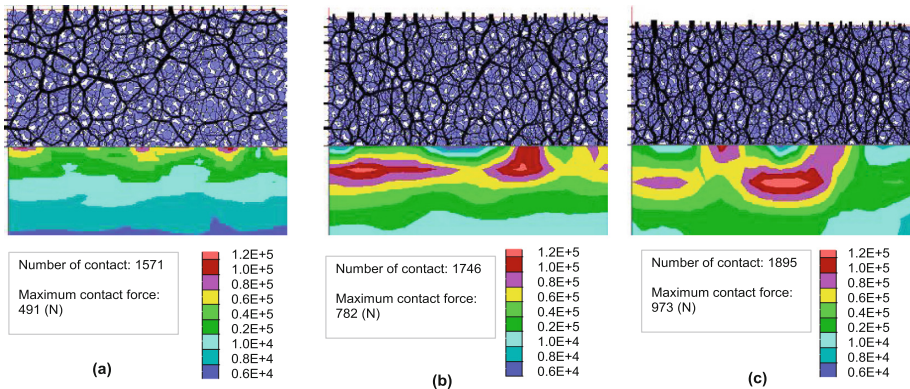 Number of contact: 1571
Maximum contact force:
491 (N)
1.2E+5
1.0E+5
0.8E+5
0.6E+5
0.4E+5
0.2E+5
1.0E+4
0.8E+4
0.6E+4
(a)
Number of contact: 1746
Maximum contact force:
782 (N)
1.2E+5
1.0E+5
0.8E+5
0.6E+5
0.4E+5
0.2E+5
1.0E+4
0.8E+4
0.6E+4
(b)
Number of contact: 1895
Maximum contact force:
973 (N)
1.2E+5
1.0E+5
0.8E+5
0.6E+5
0.4E+5
0.2E+5
1.0E+4
0.8E+4
0.6E+4
(c)